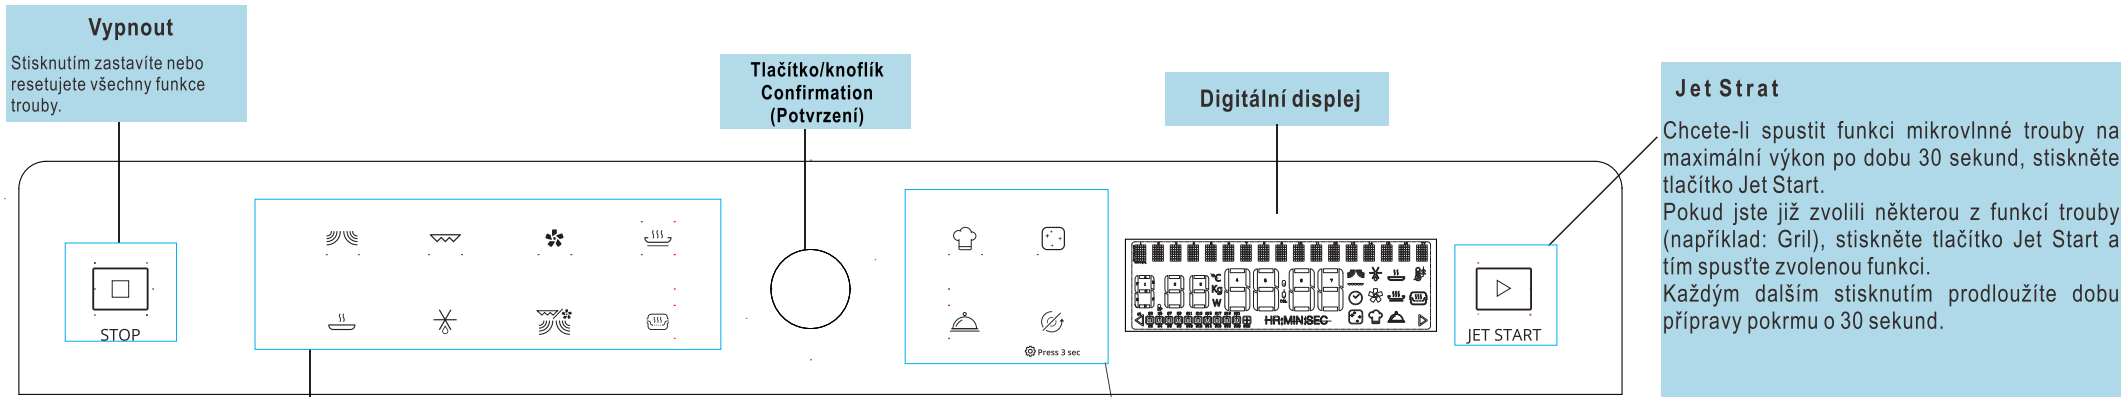 Vypnout
Stisknutím zastavíte nebo
resetujete všechny funkce
trouby.
Tlačítko/knoflík
Confirmation
(Potvrzení)
Digitální displej
Jet Strat
Chcete-li spustit funkci mikrovlnné trouby na
maximální výkon po dobu 30 sekund, stiskněte
tlačítko Jet Start.
Pokud jste již zvolili některou z funkcí trouby
(například: Gril), stiskněte tlačítko Jet Start a
tím spusťte zvolenou funkci.
Každým dalším stisknutím prodloužíte dobu
přípravy pokrmu o 30 sekund.
STOP
Press 3 sec
°C
Kg
W
HR:MIN:SEC
JET START